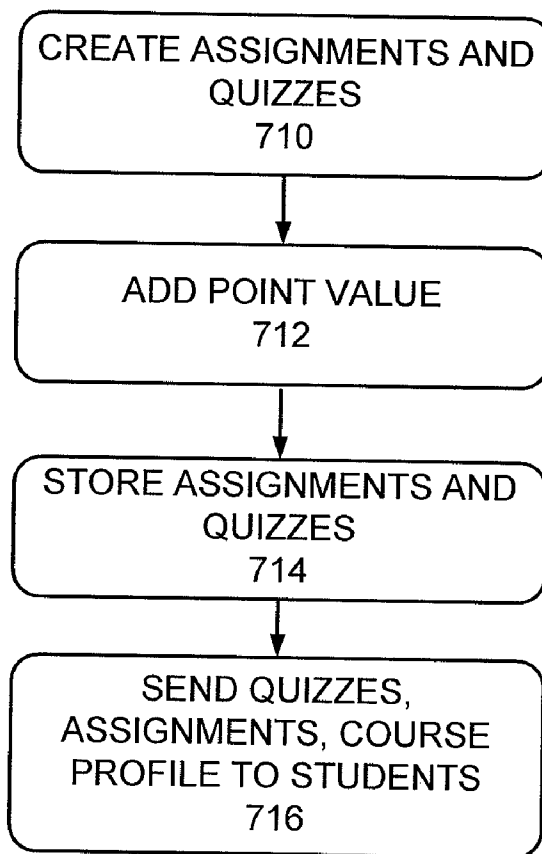 CREATE ASSIGNMENTS AND
QUIZZES
710
ADD POINT VALUE
712
STORE ASSIGNMENTS AND
QUIZZES
714
SEND QUIZZES,
ASSIGNMENTS, COURSE
PROFILE TO STUDENTS
716